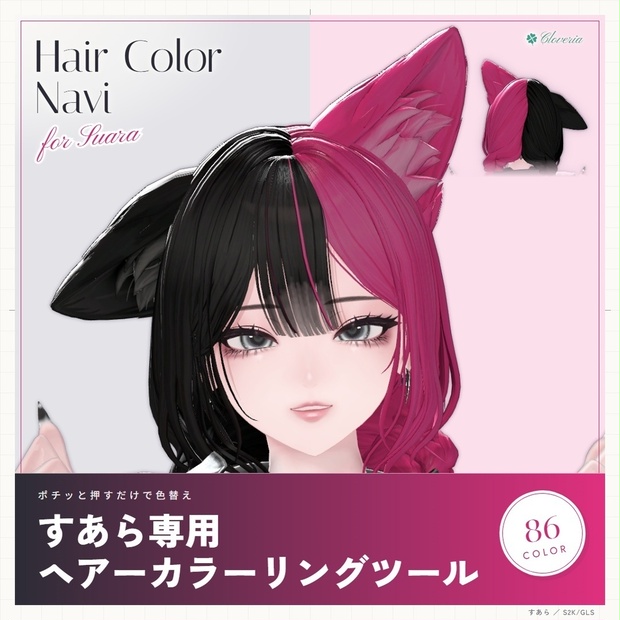 Hair Color
Navi
for Suara
Cloveria
ポチッと押すだけで色替え
すあら専用
ヘアーカラーリングツール
86
COLOR
すあら ／ S2K/GLS